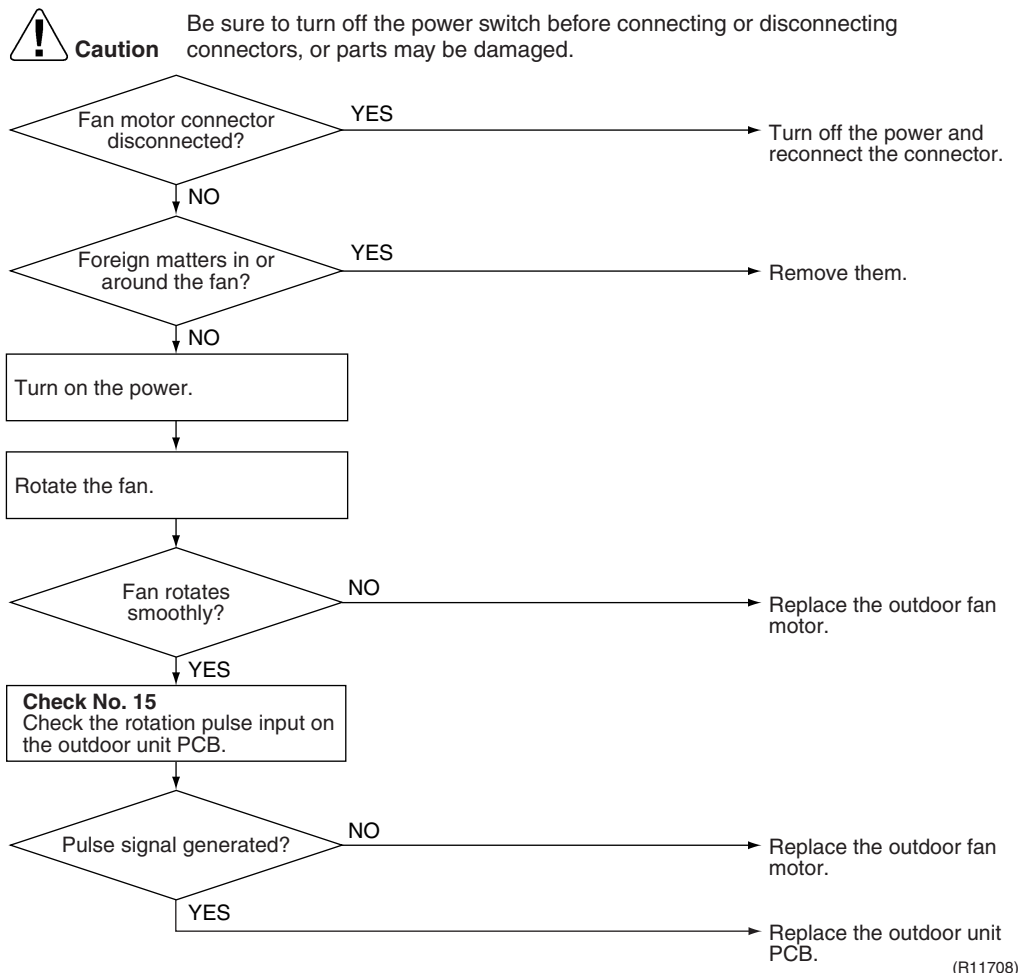 Be sure to turn off the power switch before connecting or disconnecting
Caution connectors, or parts may be damaged.
Fan motor connector
disconnected?
YES
Turn off the power and
reconnect the connector.
NO
Foreign matters in or
around the fan?
YES
Remove them.
NO
Turn on the power.
Rotate the fan.
Fan rotates
smoothly?
NO
Replace the outdoor fan
motor.
YES
Check No. 15
Check the rotation pulse input on
the outdoor unit PCB.
Pulse signal generated?
NO
Replace the outdoor fan
motor.
YES
Replace the outdoor unit
PCB.
(R11708)